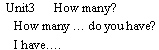 Unit3 How many?
How many … do you have?
I have….